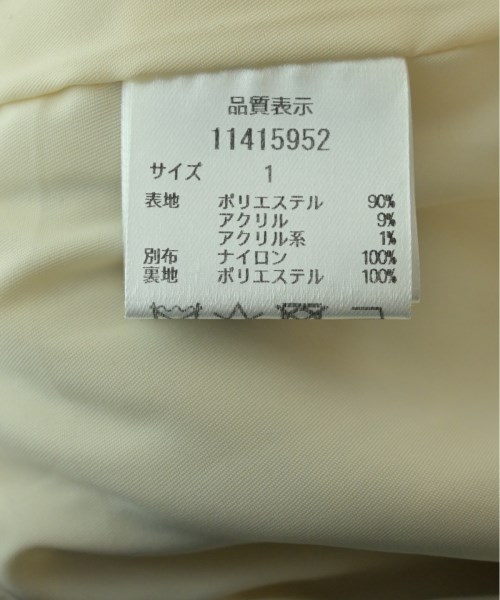 品質表示
11415952
サイズ 1
表地 ポリエステル 90%
アクリル 9%
アクリル系 1%
別布 ナイロン 100%
裏地 ポリエステル 100%